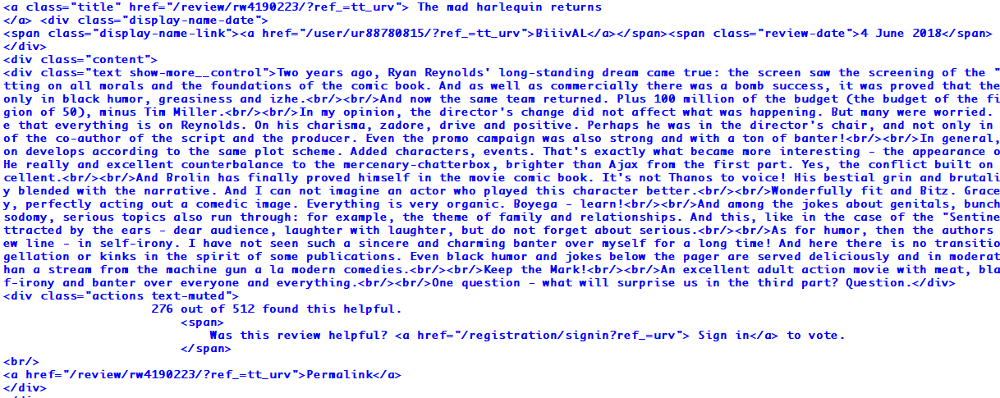 <a class="title" href="/review/rw4190223/?ref_=tt_urv"> The mad harlequin returns
</a> <div class="display-name-date">
<span class="display-name-link"><a href="/user/ur88780815/?ref_=tt_urv">BiiivAL</a></span><span class="review-date">4 June 2018</span>
</div>
<div class="content">
<div class="text show-more__control">Two years ago, Ryan Reynolds' long-standing dream came true: the screen saw the screening of the "
tting on all morals and the foundations of the comic book. And as well as commercially there was a bomb success, it was proved that the
only in black humor, greasiness and izhe.<br/><br/>And now the same team returned. Plus 100 million of the budget (the budget of the fi
gion of 50), minus Tim Miller.<br/><br/>In my opinion, the director's change did not affect what was happening. But many were worried.
e that everything is on Reynolds. On his charisma, zadore, drive and positive. Perhaps he was in the director's chair, and not only in
of the co-author of the script and the producer. Even the promo campaign was also strong and with a ton of banter!<br/><br/>In general,
on develops according to the same plot scheme. Added characters, events. That's exactly what became more interesting - the appearance o
He really and excellent counterbalance to the mercenary-chatterbox, brighter than Ajax from the first part. Yes, the conflict built on
cellent.<br/><br/>And Brolin has finally proved himself in the movie comic book. It's not Thanos to voice! His bestial grin and brutali
y blended with the narrative. And I can not imagine an actor who played this character better.<br/><br/>Wonderfully fit and Bitz. Grace
y, perfectly acting out a comedic image. Everything is very organic. Boyega - learn!<br/><br/>And among the jokes about genitals, bunch
sodomy, serious topics also run through: for example, the theme of family and relationships. And this, like in the case of the "Sentine
ttracted by the ears - dear audience, laughter with laughter, but do not forget about serious.<br/><br/>As for humor, then the authors
ew line - in self-irony. I have not seen such a sincere and charming banter over myself for a long time! And here there is no transitio
gellation or kinks in the spirit of some publications. Even black humor and jokes below the pager are served deliciously and in moderat
han a stream from the machine gun a la modern comedies.<br/><br/>Keep the Mark!<br/><br/>An excellent adult action movie with meat, bla
f-irony and banter over everyone and everything.<br/><br/>One question - what will surprise us in the third part? Question.</div>
<div class="actions text-muted">
276 out of 512 found this helpful.
<span>
Was this review helpful? <a href="/registration/signin?ref_=urv"> Sign in</a> to vote.
</span>
<br/>
<a href="/review/rw4190223/?ref_=tt_urv">Permalink</a>
</div>